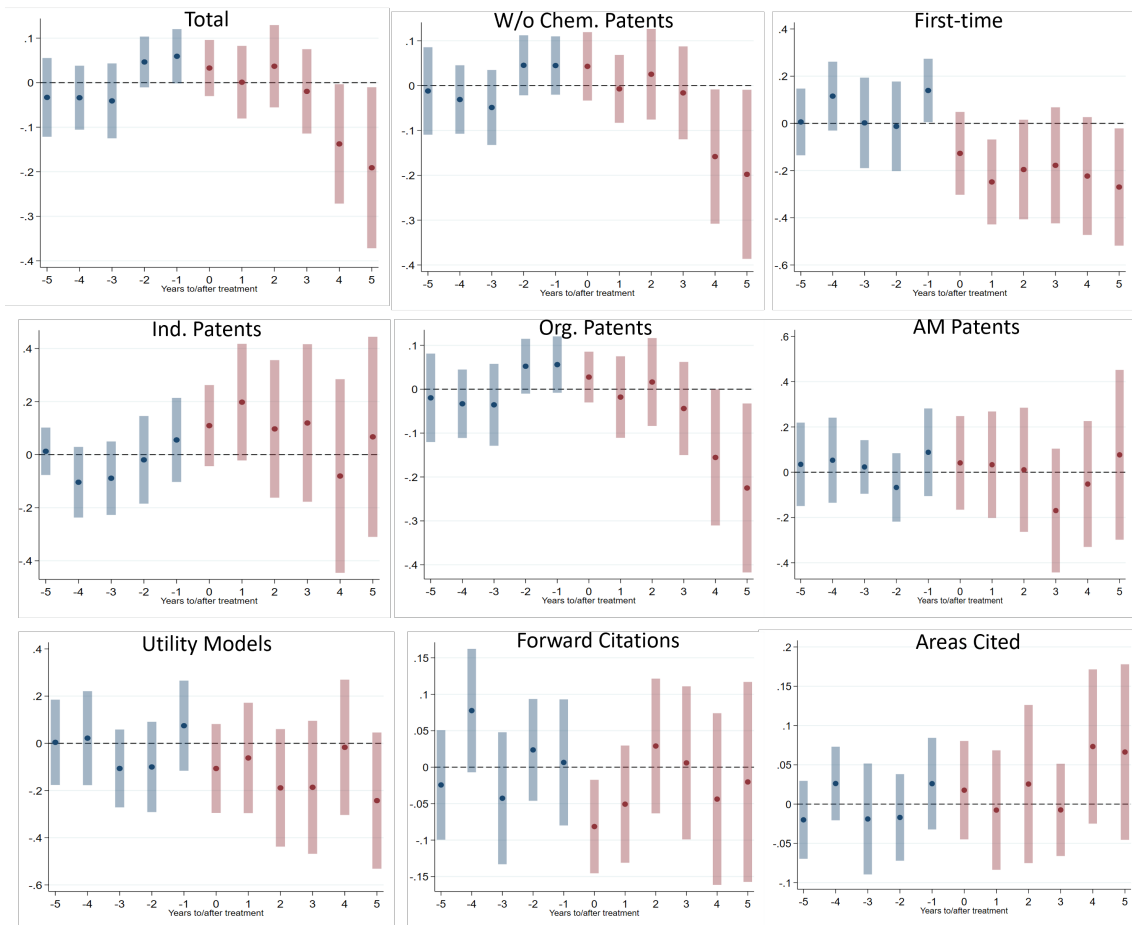 Total
.1
0
-.1
-.2
-.3
-.4
-5 -4 -3 -2 -1 0 1 2 3 4 5
Years to/after treatment
W/o Chem. Patents
.1
0
-.1
-.2
-.3
-.4
-5 -4 -3 -2 -1 0 1 2 3 4 5
Years to/after treatment
First-time
.4
.2
0
-.2
-.4
-.6
-5 -4 -3 -2 -1 0 1 2 3 4 5
Years to/after treatment
Ind. Patents
.4
.2
0
-.2
-.4
-5 -4 -3 -2 -1 0 1 2 3 4 5
Years to/after treatment
Org. Patents
.1
0
-.1
-.2
-.3
-.4
-5 -4 -3 -2 -1 0 1 2 3 4 5
Years to/after treatment
AM Patents
.6
.4
.2
0
-.2
-.4
-5 -4 -3 -2 -1 0 1 2 3 4 5
Years to/after treatment
Utility Models
.4
.2
0
-.2
-.4
-.6
-5 -4 -3 -2 -1 0 1 2 3 4 5
Years to/after treatment
Forward Citations
.15
.1
.05
0
-.05
-.1
-.15
-5 -4 -3 -2 -1 0 1 2 3 4 5
Years to/after treatment
Areas Cited
.2
.15
.1
.05
0
-.05
-.1
-5 -4 -3 -2 -1 0 1 2 3 4 5
Years to/after treatment